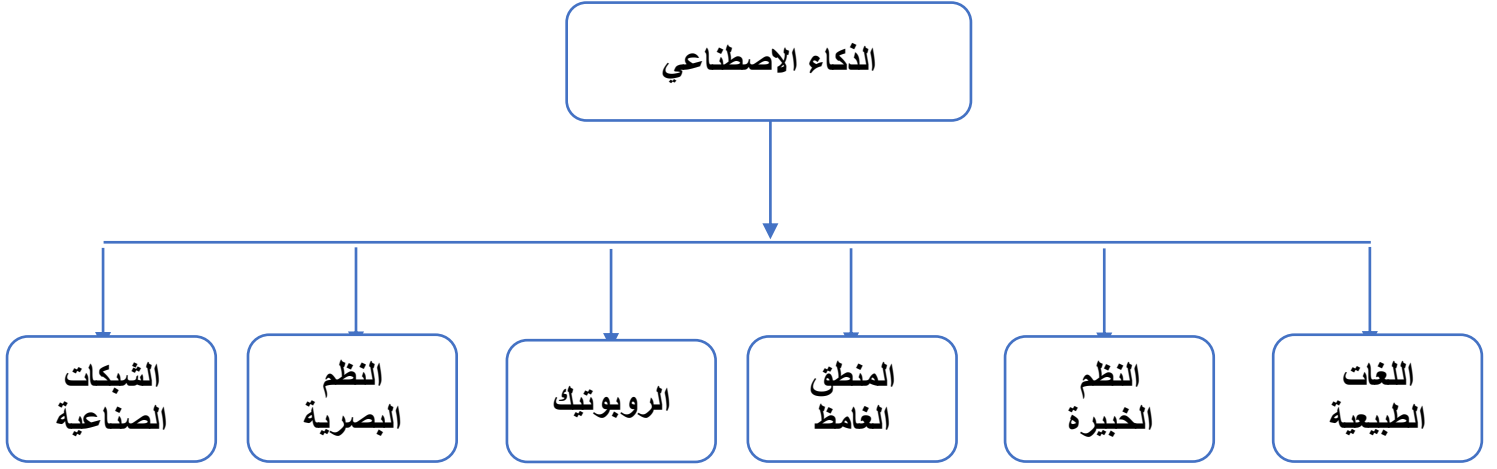 الذكاء الاصطناعي
اللغات
الطبيعية
النظم
الخبيرة
المنطق
الغامظ
الروبوتيك
النظم
البصرية
الشبكات
الصناعية